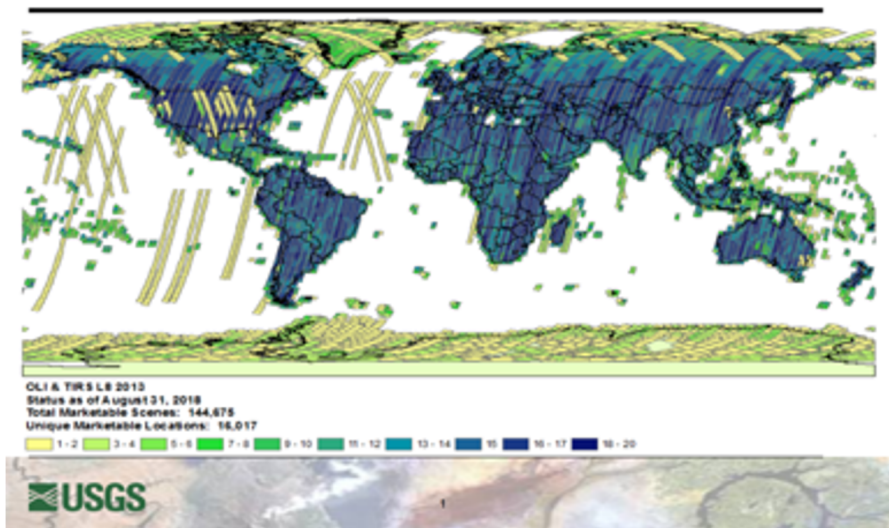 OLI & TIRS L8 2013
Status as of August 31, 2018
Total Marketable Scenes: 144,675
Unique Marketable Locations: 16,017
1 - 2 3 - 4 5 - 6 7 - 8 9 - 10 11 - 12 13 - 14 15 16 - 17 18 - 20
USGS
1